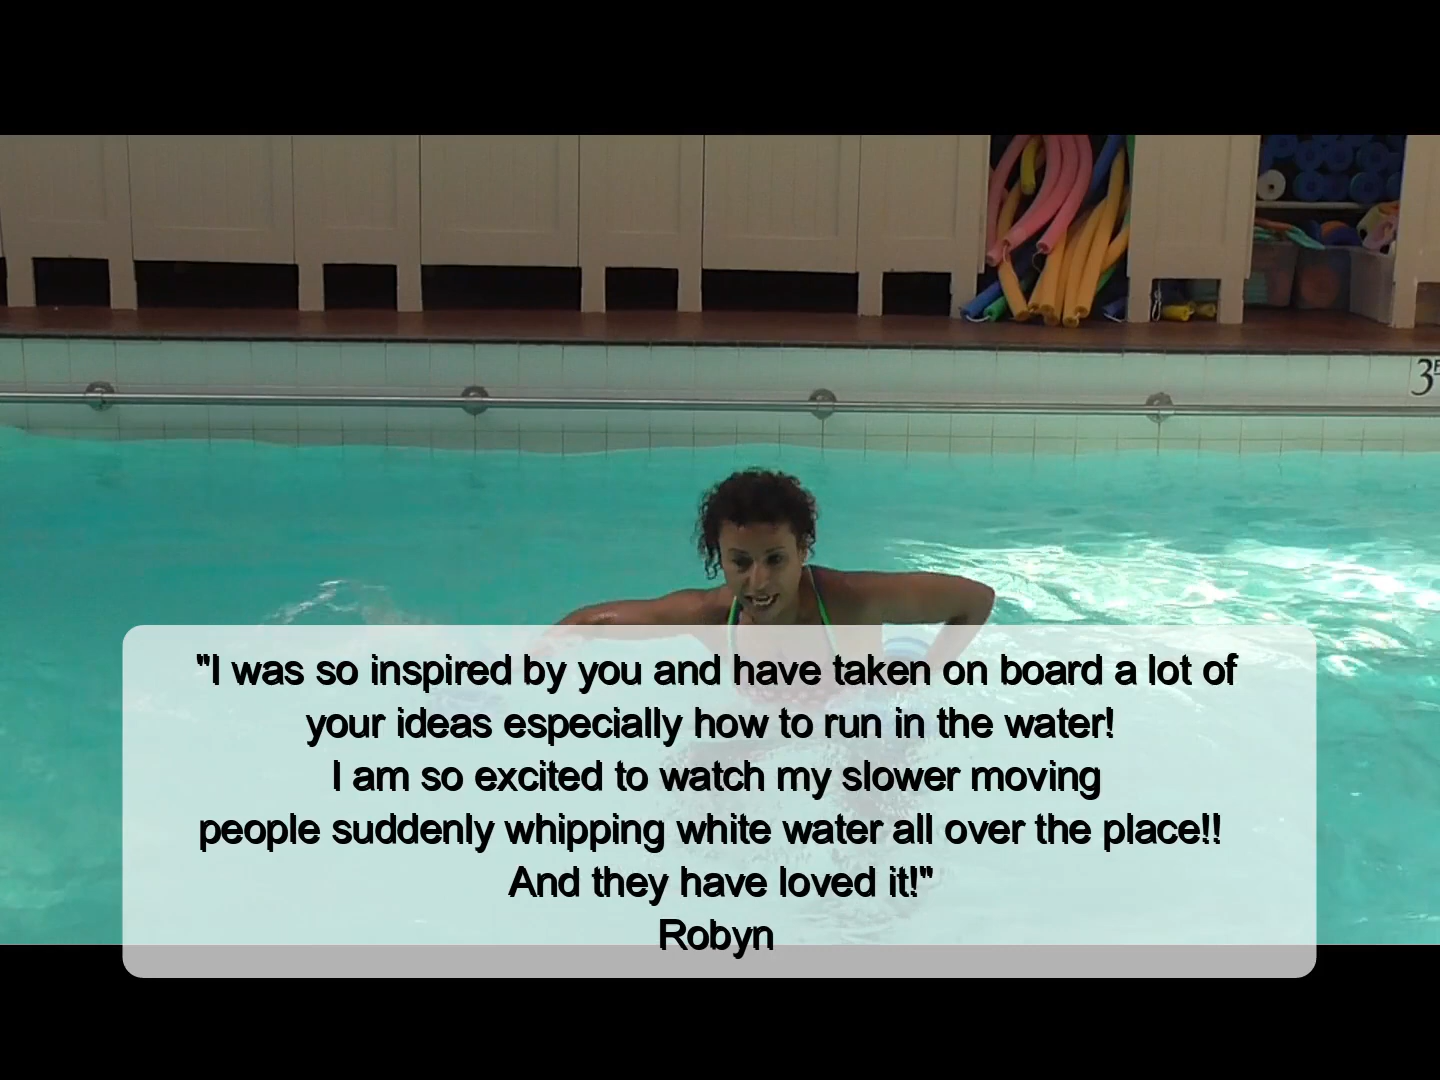 3F
"I was so inspired by you and have taken on board a lot of
your ideas especially how to run in the water!
I am so excited to watch my slower moving
people suddenly whipping white water all over the place!!
And they have loved it!"
Robyn